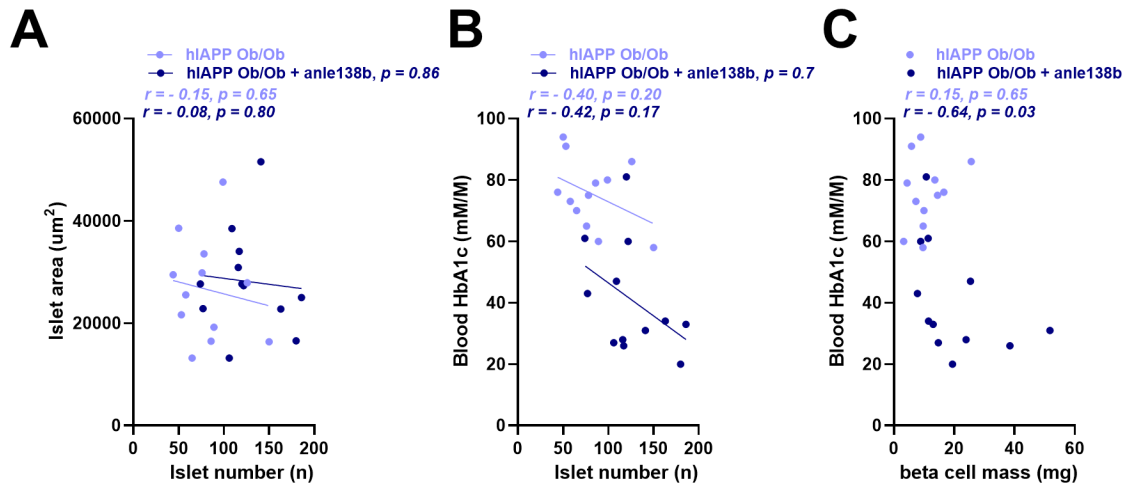 A
hIAPP Ob/Ob
hIAPP Ob/Ob + anle138b, p = 0.86
r = - 0.15, p = 0.65
r = - 0.08, p = 0.80
60000
40000
20000
0
Islet area (um²)
0 50 100 150 200
Islet number (n)
B
hIAPP Ob/Ob
hIAPP Ob/Ob + anle138b, p = 0.7
r = - 0.40, p = 0.20
r = - 0.42, p = 0.17
100
80
60
40
20
0
Blood HbA1c (mM/M)
0 50 100 150 200
Islet number (n)
C
hIAPP Ob/Ob
hIAPP Ob/Ob + anle138b
r = 0.15, p = 0.65
r = - 0.64, p = 0.03
100
80
60
40
20
0
Blood HbA1c (mM/M)
0 20 40 60
beta cell mass (mg)